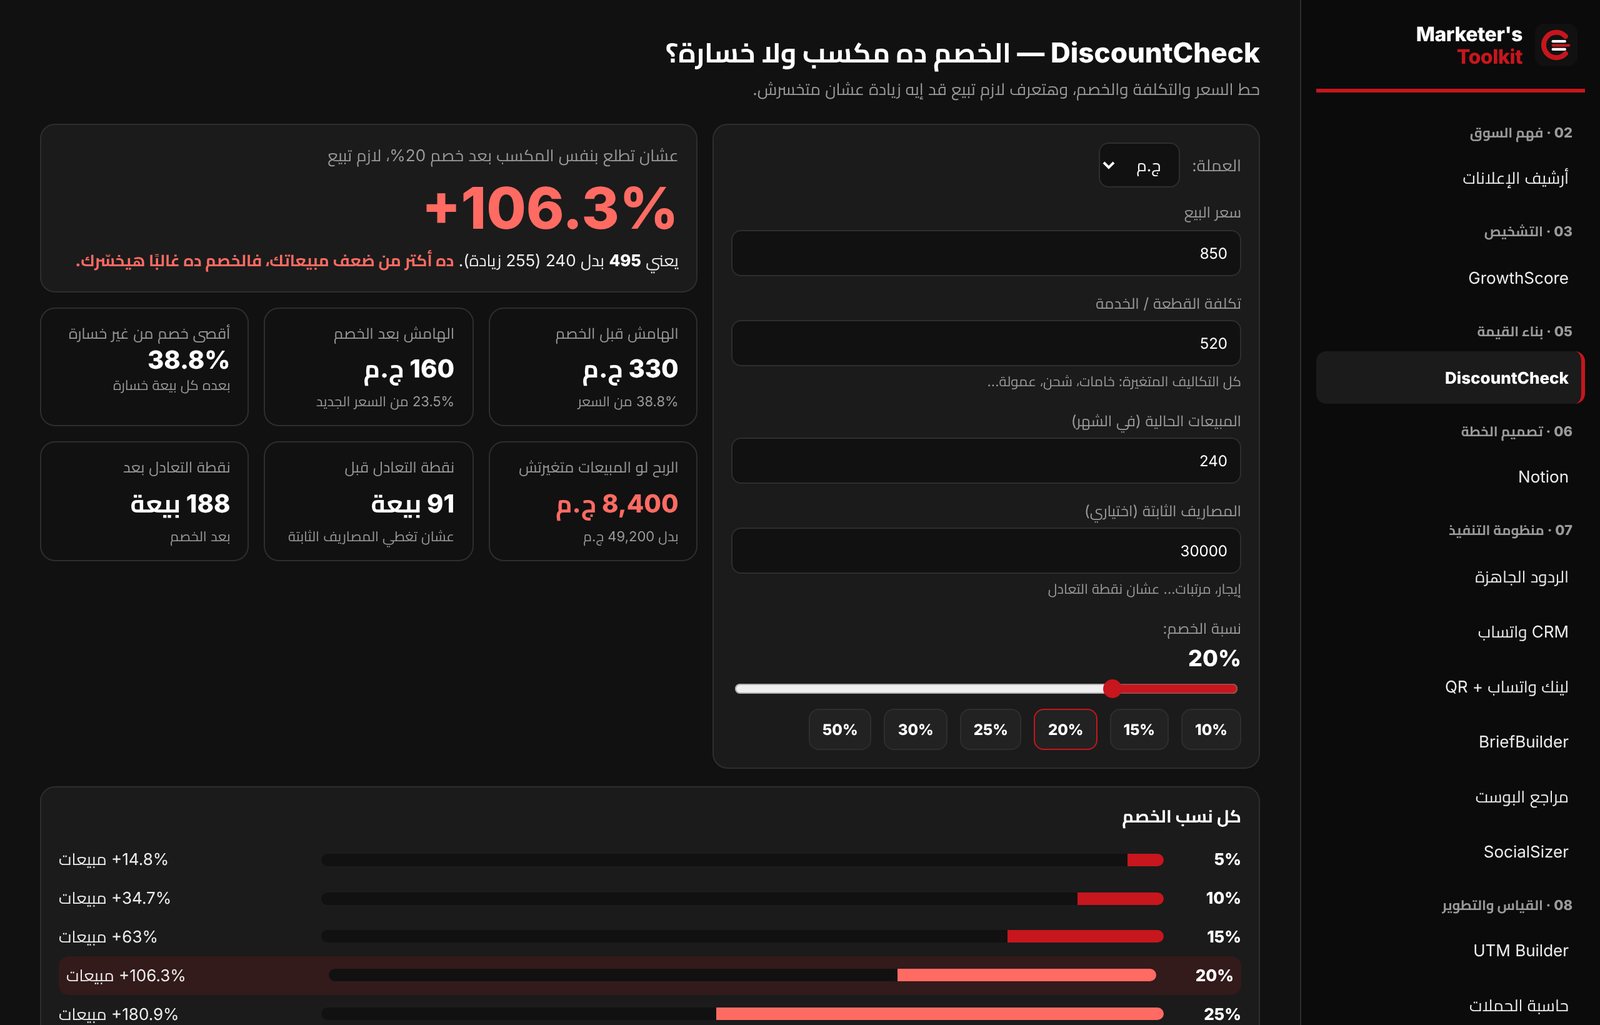 Marketer's
Toolkit
02 · فهم السوق
أرشيف الإعلانات
03 · التشخيص
GrowthScore
05 · بناء القيمة
DiscountCheck
06 · تصميم الخطة
Notion
07 · منظومة التنفيذ
الردود الجاهزة
CRM واتساب
لينك واتساب + QR
BriefBuilder
مراجع البوست
SocialSizer
08 · القياس والتطوير
UTM Builder
حاسبة الحملات
DiscountCheck — الخصم ده مكسب ولا خسارة؟
حط السعر والتكلفة والخصم، وهتعرف لازم تبيع قد إيه زيادة عشان متخسرش.
العملة:
ج.م
سعر البيع
850
تكلفة القطعة / الخدمة
520
كل التكاليف المتغيرة: خامات، شحن، عمولة...
المبيعات الحالية (في الشهر)
240
المصاريف الثابتة (اختياري)
30000
إيجار، مرتبات... عشان نقطة التعادل
نسبة الخصم:
20%
10%
15%
20%
25%
30%
50%
عشان تطلع بنفس المكسب بعد خصم 20%، لازم تبيع
+106.3%
يعني 495 بدل 240 (255 زيادة). ده أكتر من ضعف مبيعاتك، فالخصم ده غالبًا هيخسّرك.
الهامش قبل الخصم
330 ج.م
38.8% من السعر
الهامش بعد الخصم
160 ج.م
23.5% من السعر الجديد
أقصى خصم من غير خسارة
38.8%
بعده كل بيعة خسارة
الربح لو المبيعات متغيرتش
8,400 ج.م
بدل 49,200 ج.م
نقطة التعادل قبل
91 بيعة
عشان تغطي المصاريف الثابتة
نقطة التعادل بعد
188 بيعة
بعد الخصم
كل نسب الخصم
5%
+14.8% مبيعات
10%
+34.7% مبيعات
15%
+63% مبيعات
20%
+106.3% مبيعات
25%
+180.9% مبيعات